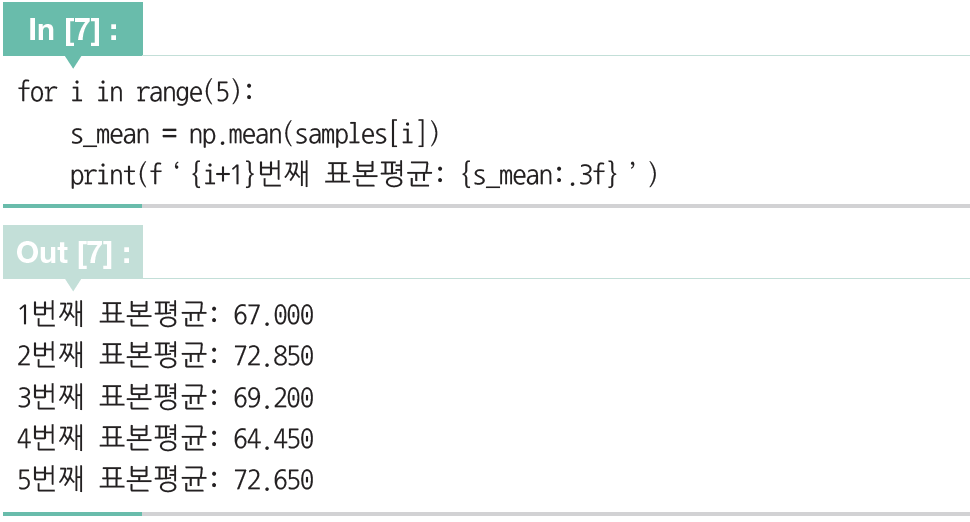 In [7] :
for i in range(5):
    s_mean = np.mean(samples[i])
    print(f ‘ {i+1}번째 표본평균: {s_mean:.3f} ’ )
Out [7] :
1번째 표본평균: 67.000
2번째 표본평균: 72.850
3번째 표본평균: 69.200
4번째 표본평균: 64.450
5번째 표본평균: 72.650